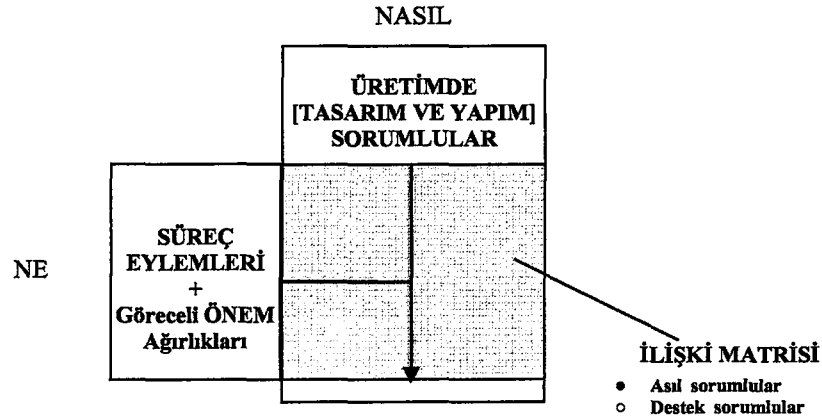 NASIL
ÜRETİMDE
[TASARIM VE YAPIM]
SORUMLULAR
NE
SÜREÇ
EYLEMLERİ
+
Göreceli ÖNEM
Ağırlıkları
İLİŞKİ MATRİSİ
● Asıl sorumlular
○ Destek sorumlular